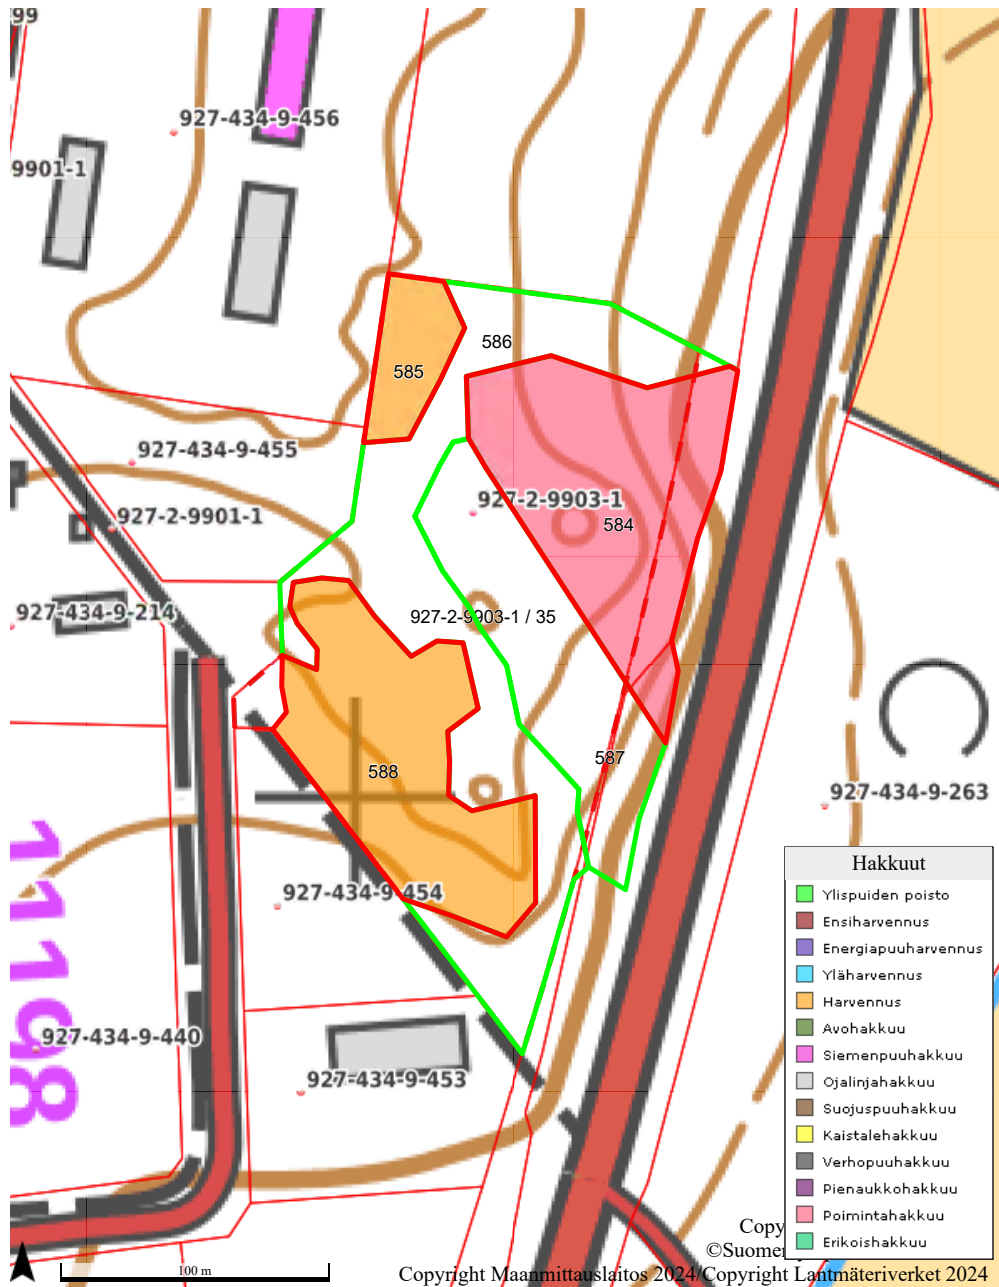 99
927-434-9-456
9901-1
586
585
927-434-9-455
927-2-9903-1
927-2-9901-1
584
927-434-9-214
927-2-9903-1 / 35
587
588
927-434-9-263
11198
927-434-9-454
927-434-9-440
927-434-9-453
Hakkuut
Ylispuiden poisto
Ensiharvennus
Energiapuuharvennus
Yläharvennus
Harvennus
Avohakkuu
Siemenpuuhakkuu
Ojalinjahakkuu
Suojuspuuhakkuu
Kaistalehakkuu
Verhopuuhakkuu
Pienaukkohakkuu
Poimintahakkuu
Erikoishakkuu
Copy
©Suomen
100 m
Copyright Maanmittauslaitos 2024/Copyright Lantmäteriverket 2024